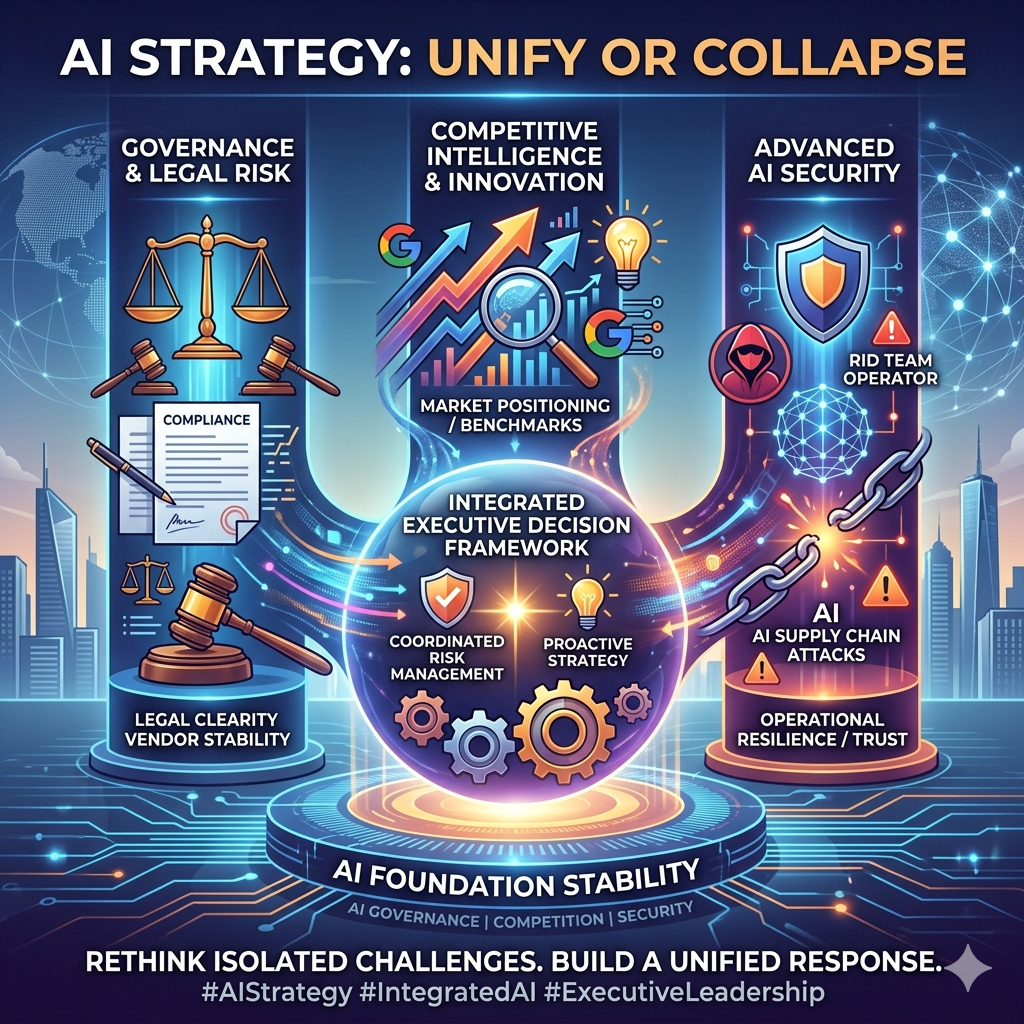 AI STRATEGY: UNIFY OR COLLAPSE
GOVERNANCE
& LEGAL RISK
COMPLIANCE
LEGAL CLEARITY
VENDOR STABILITY
COMPETITIVE
INTELLIGENCE
& INNOVATION
G
G
MARKET POSITIONING
/ BENCHMARKS
ADVANCED
AI SECURITY
RID TEAM
OPERATOR
AI
AI SUPPLY CHAIN
ATTACKS
OPERATIONAL
RESILIENCE / TRUST
INTEGRATED
EXECUTIVE DECISION
FRAMEWORK
COORDINATED
RISK
MANAGEMENT
PROACTIVE
STRATEGY
AI FOUNDATION STABILITY
AI GOVERNANCE | COMPETITION | SECURITY
RETHINK ISOLATED CHALLENGES. BUILD A UNIFIED RESPONSE.
#AIStrategy #IntegratedAI #ExecutiveLeadership